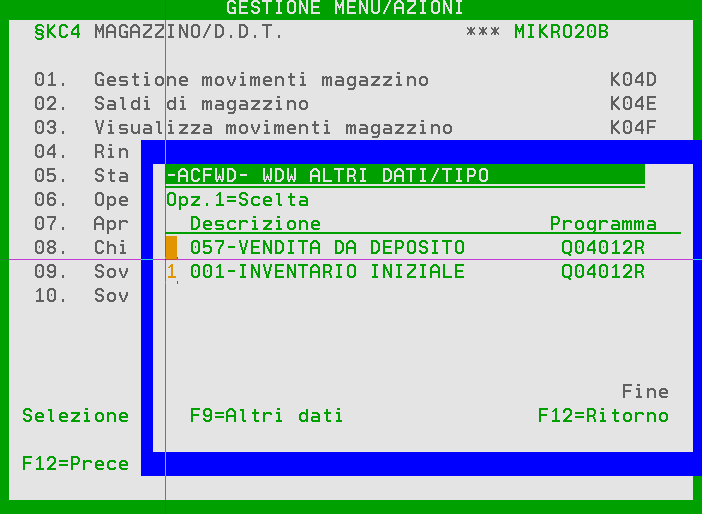 GESTIONE MENU/AZIONI
§KC4 MAGAZZINO/D.D.T. *** MIKRO20B
01. Gestione movimenti magazzino K04D
02. Saldi di magazzino K04E
03. Visualizza movimenti magazzino K04F
04. Rin
05. Sta -ACFWD- WDW ALTRI DATI/TIPO
06. Ope Opz.1=Scelta
07. Apr Descrizione Programma
08. Chi 057-VENDITA DA DEPOSITO Q04012R
09. Sov 1 001-INVENTARIO INIZIALE Q04012R
10. Sov
Fine
Selezione F9=Altri dati F12=Ritorno
F12=Prece